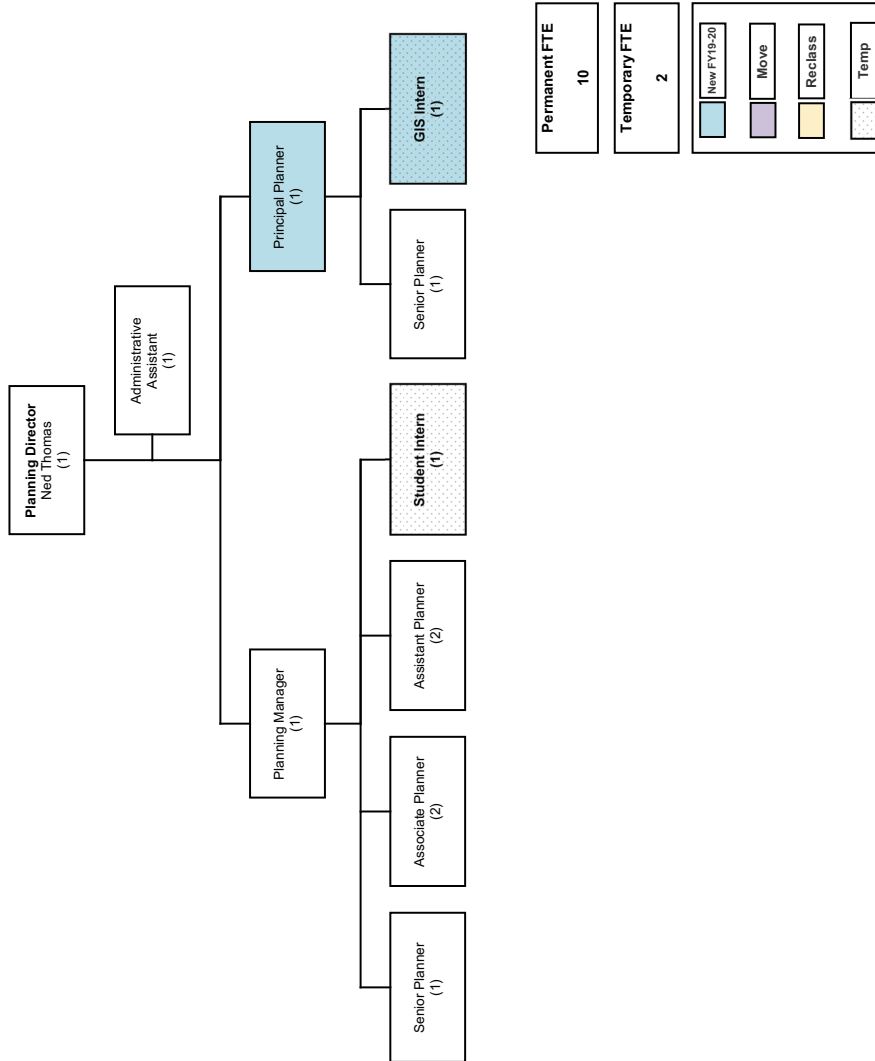 Planning Director
Ned Thomas
(1)
Administrative
Assistant
(1)
Planning Manager
(1)
Principal Planner
(1)
Senior Planner
(1)
Associate Planner
(2)
Assistant Planner
(2)
Student Intern
(1)
Senior Planner
(1)
GIS Intern
(1)
Permanent FTE
10
Temporary FTE
2
New FY19-20
Move
Reclass
Temp